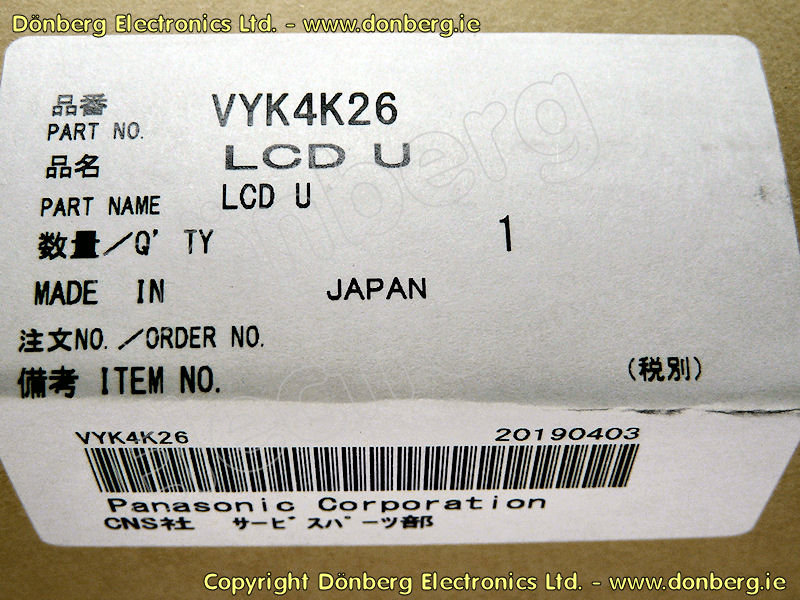 Dönberg Electronics Ltd. - www.donberg.ie
品番 VYK4K26
PART NO.
品名 LCD U
PART NAME LCD U
数量/Q'TY 1
MADE IN JAPAN
注文NO./ORDER NO.
備考 ITEM NO. (税別)
VYK4K26 20190403
Panasonic Corporation
CNS社 サービスパーツ部
Copyright Dönberg Electronics Ltd. - www.donberg.ie